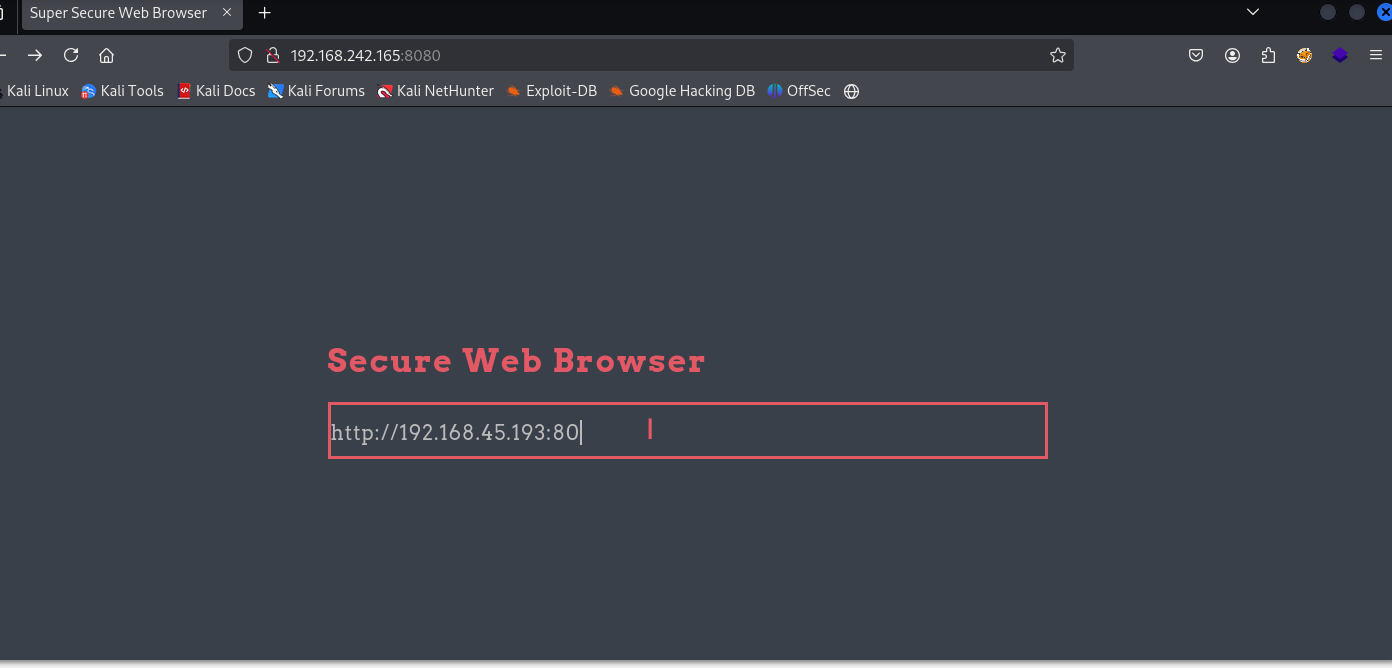 Super Secure Web Browser
192.168.242.165:8080
Kali Linux Kali Tools Kali Docs Kali Forums Kali NetHunter Exploit-DB Google Hacking DB OffSec
Secure Web Browser
http://192.168.45.193:80